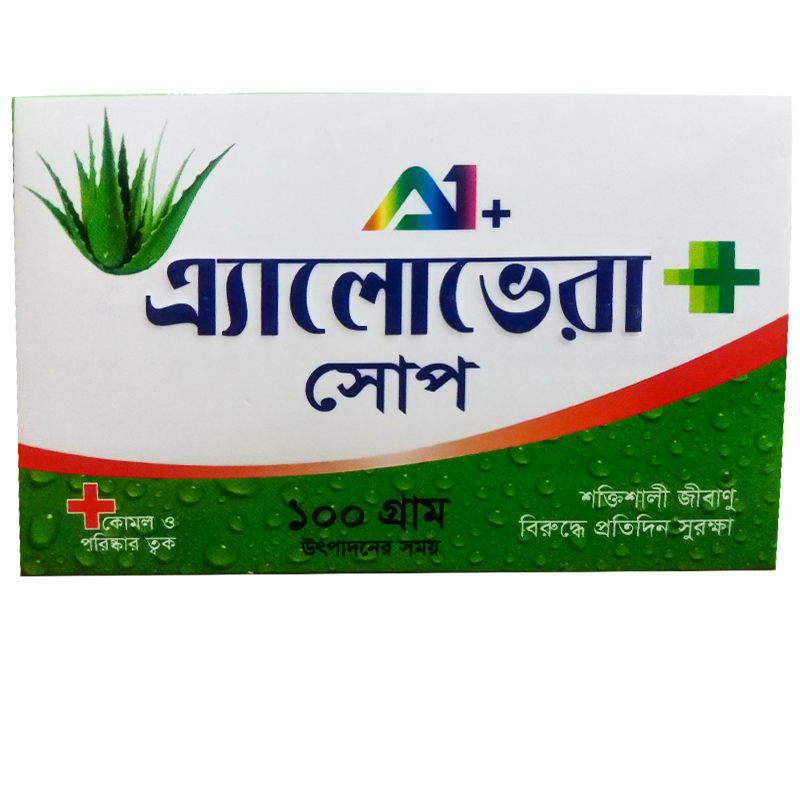 A1+
এ্যালোভেরা
সোপ
কোমল ও
পরিষ্কার ত্বক
১০০ গ্রাম
উৎপাদনের সময়
শক্তিশালী জীবাণু
বিরুদ্ধে প্রতিদিন সুরক্ষা